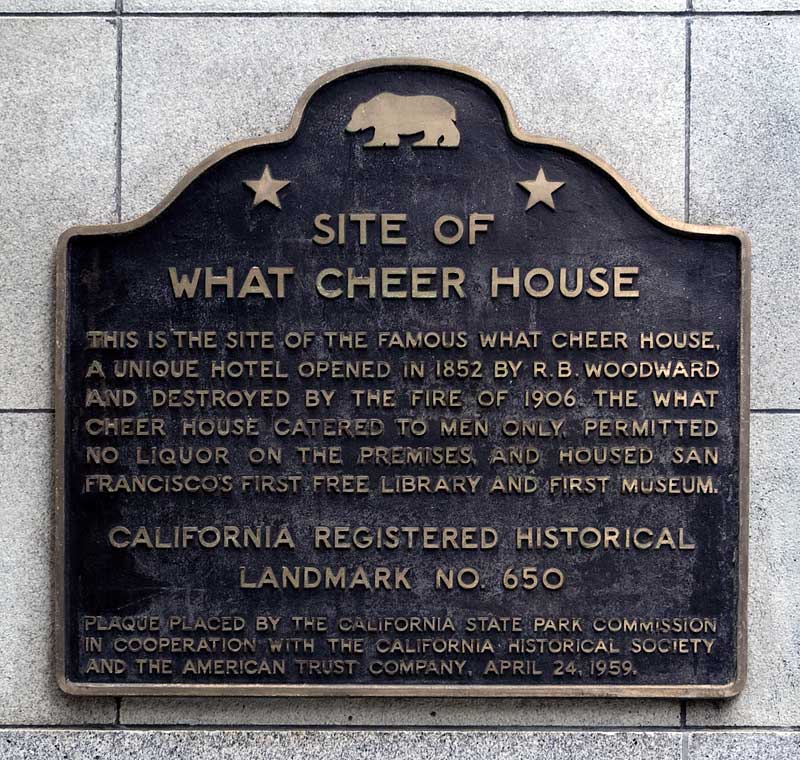 SITE OF
WHAT CHEER HOUSE
THIS IS THE SITE OF THE FAMOUS WHAT CHEER HOUSE,
A UNIQUE HOTEL OPENED IN 1852 BY R.B. WOODWARD
AND DESTROYED BY THE FIRE OF 1906. THE WHAT
CHEER HOUSE CATERED TO MEN ONLY, PERMITTED
NO LIQUOR ON THE PREMISES, AND HOUSED SAN
FRANCISCO'S FIRST FREE LIBRARY AND FIRST MUSEUM.
CALIFORNIA REGISTERED HISTORICAL
LANDMARK NO. 650
PLAQUE PLACED BY THE CALIFORNIA STATE PARK COMMISSION
IN COOPERATION WITH THE CALIFORNIA HISTORICAL SOCIETY
AND THE AMERICAN TRUST COMPANY, APRIL 24, 1959.